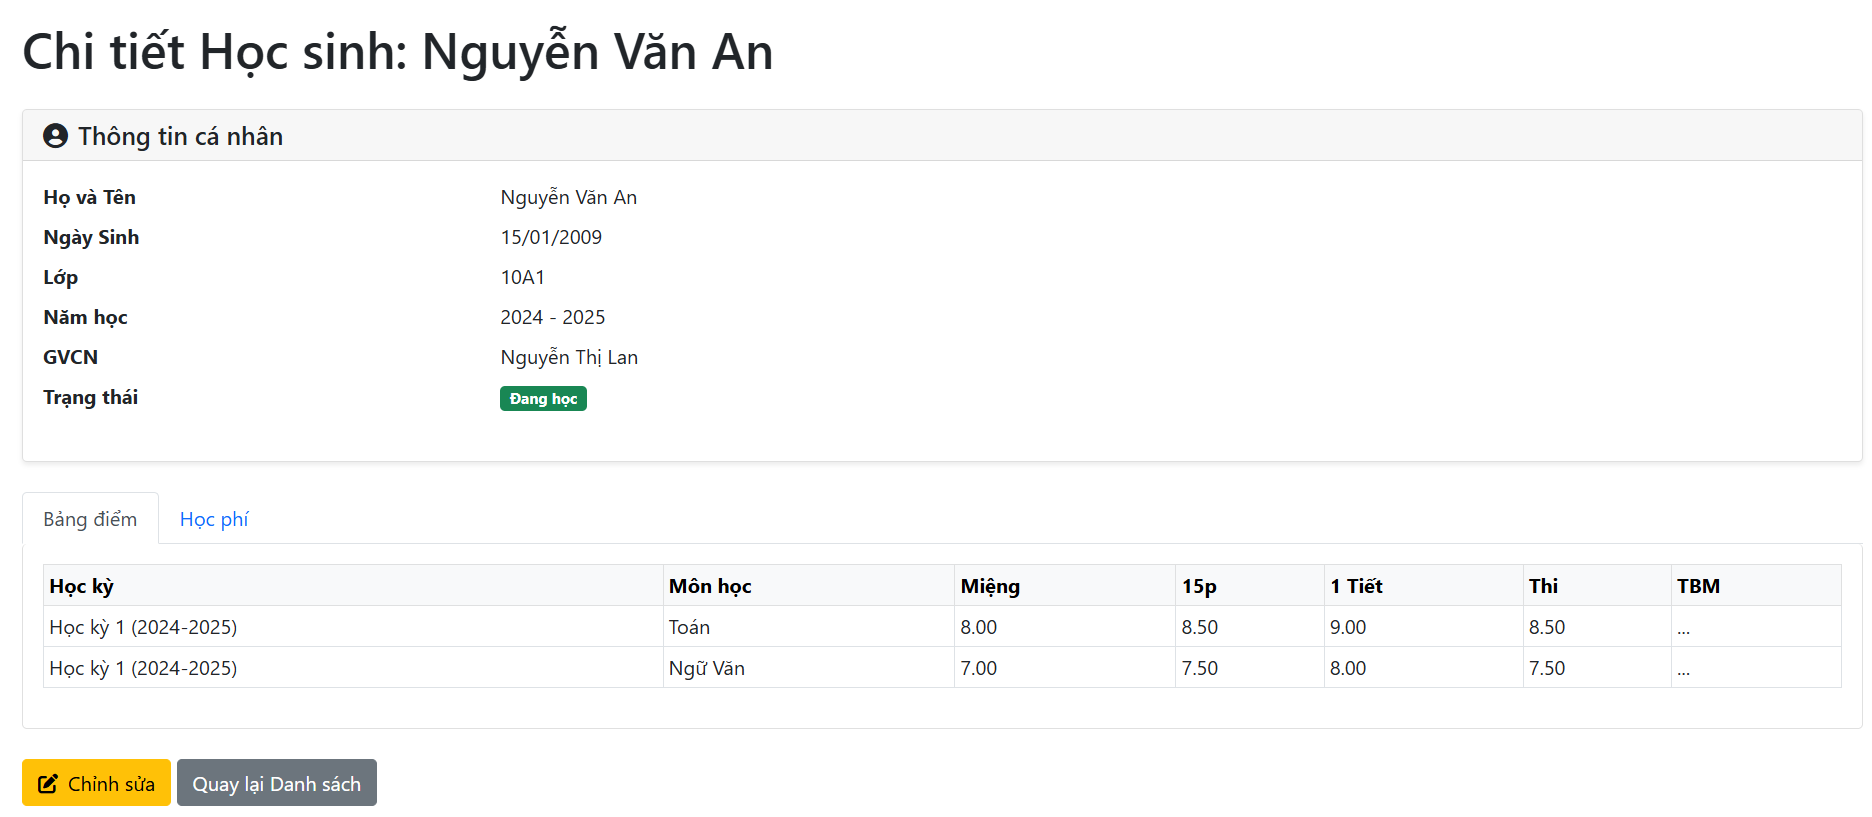 Chi tiết Học sinh: Nguyễn Văn An
Thông tin cá nhân
Họ và Tên Nguyễn Văn An
Ngày Sinh 15/01/2009
Lớp 10A1
Năm học 2024 - 2025
GVCN Nguyễn Thị Lan
Trạng thái Đang học
Bảng điểm Học phí
Học kỳ Môn học Miệng 15p 1 Tiết Thi TBM
Học kỳ 1 (2024-2025) Toán 8.00 8.50 9.00 8.50 ...
Học kỳ 1 (2024-2025) Ngữ Văn 7.00 7.50 8.00 7.50 ...
Chỉnh sửa Quay lại Danh sách